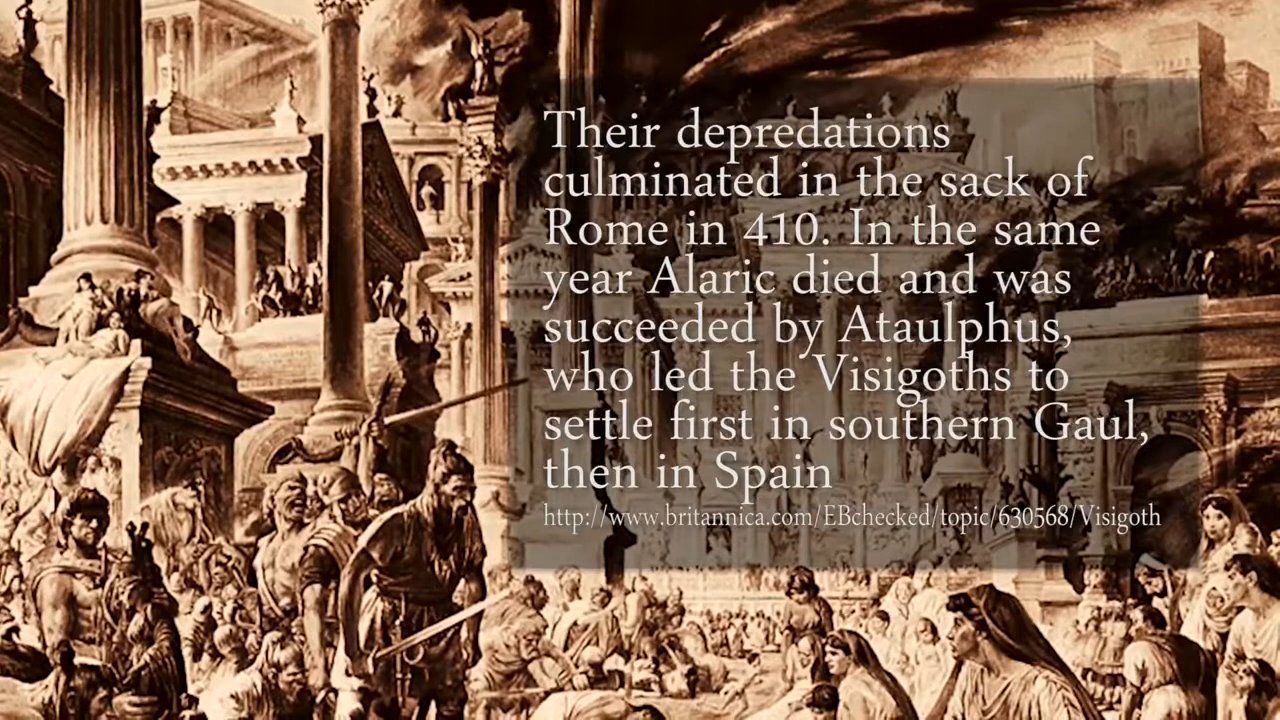 Their depredations
culminated in the sack of
Rome in 410. In the same
year Alaric died and was
succeeded by Ataulphus,
who led the Visigoths to
settle first in southern Gaul,
then in Spain
http://www.britannica.com/EBchecked/topic/630568/Visigoth